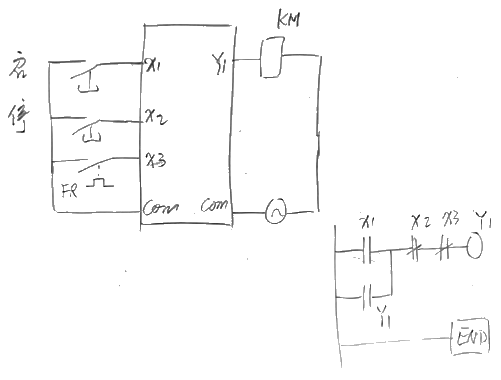 KM
启 X1 Y1
停 X2
X3
FR
Com Com
X1 X2 X3 Y1
Y1
END